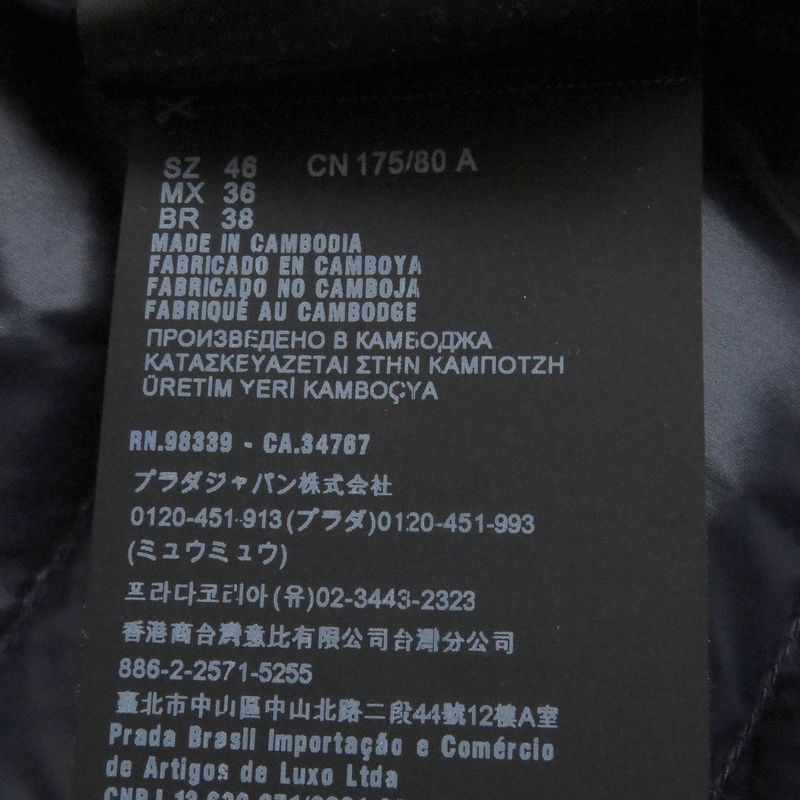 SZ 46 CN 175/80 A
MX 36
BR 38
MADE IN CAMBODIA
FABRICADO EN CAMBOYA
FABRICADO NO CAMBOJA
FABRIQUÉ AU CAMBODGE
ПРОИЗВЕДЕНО В КАМБОДЖА
ΚΑΤΑΣΚΕΥΑΖΕΤΑΙ ΣΤΗΝ ΚΑΜΠΟΤΖΗ
ÜRETİM YERİ KAMBOÇYA
RN.98339 - CA.34767
プラダジャパン株式会社
0120-451-913(プラダ)0120-451-993
(ミュウミュウ)
프라다코리아(유)02-3443-2323
香港商台灣意比有限公司台灣分公司
886-2-2571-5255
臺北市中山區中山北路二段44號12樓A室
Prada Brasil Importação e Comércio
de Artigos de Luxo Ltda